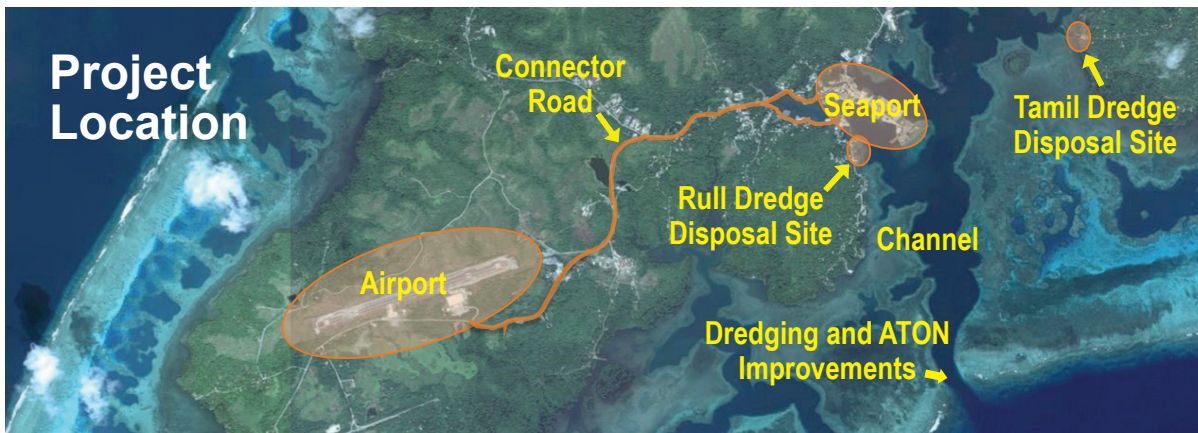 Project
Location
Connector
Road
Seaport
Tamil Dredge
Disposal Site
Rull Dredge
Disposal Site
Channel
Airport
Dredging and ATON
Improvements